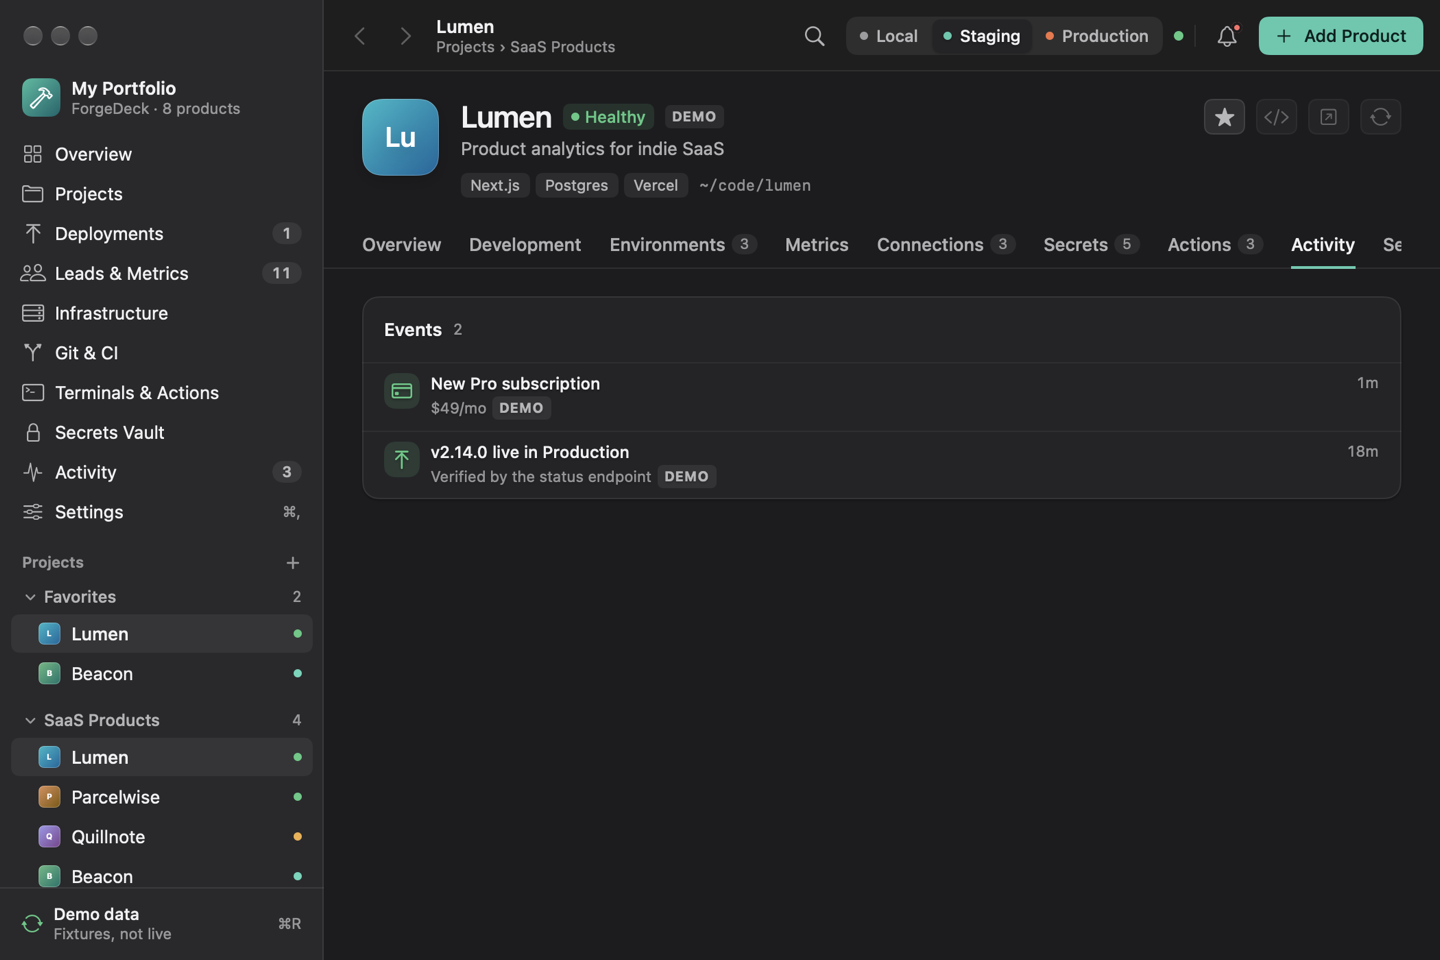 My Portfolio
ForgeDeck · 8 products
Overview
Projects
Deployments 1
Leads & Metrics 11
Infrastructure
Git & CI
Terminals & Actions
Secrets Vault
Activity 3
Settings ⌘,
Projects +
Favorites 2
L Lumen
B Beacon
SaaS Products 4
L Lumen
P Parcelwise
Q Quillnote
B Beacon
Demo data ⌘R
Fixtures, not live
Lumen
Projects › SaaS Products
Local Staging Production
+ Add Product
Lu
Lumen Healthy DEMO
Product analytics for indie SaaS
Next.js Postgres Vercel ~/code/lumen
Overview Development Environments 3 Metrics Connections 3 Secrets 5 Actions 3 Activity Se
Events 2
New Pro subscription 1m
$49/mo DEMO
v2.14.0 live in Production 18m
Verified by the status endpoint DEMO